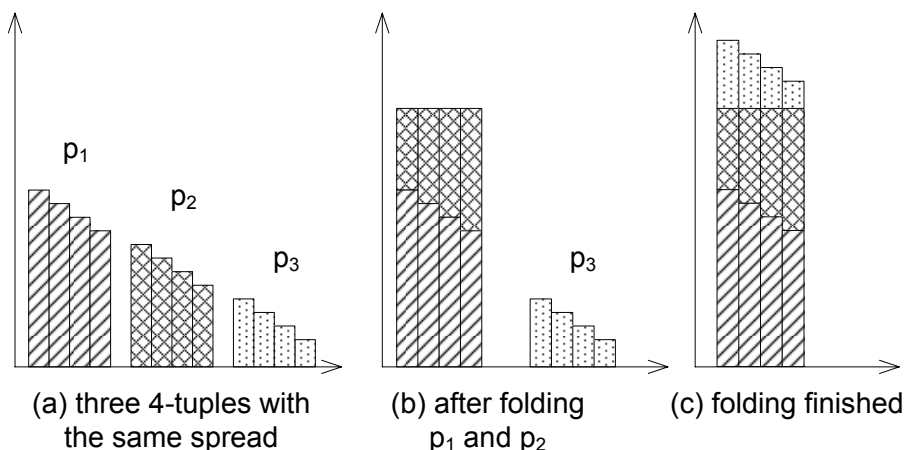 p₁
p₂
p₃
p₃
(a) three 4-tuples with
the same spread
(b) after folding
p₁ and p₂
(c) folding finished